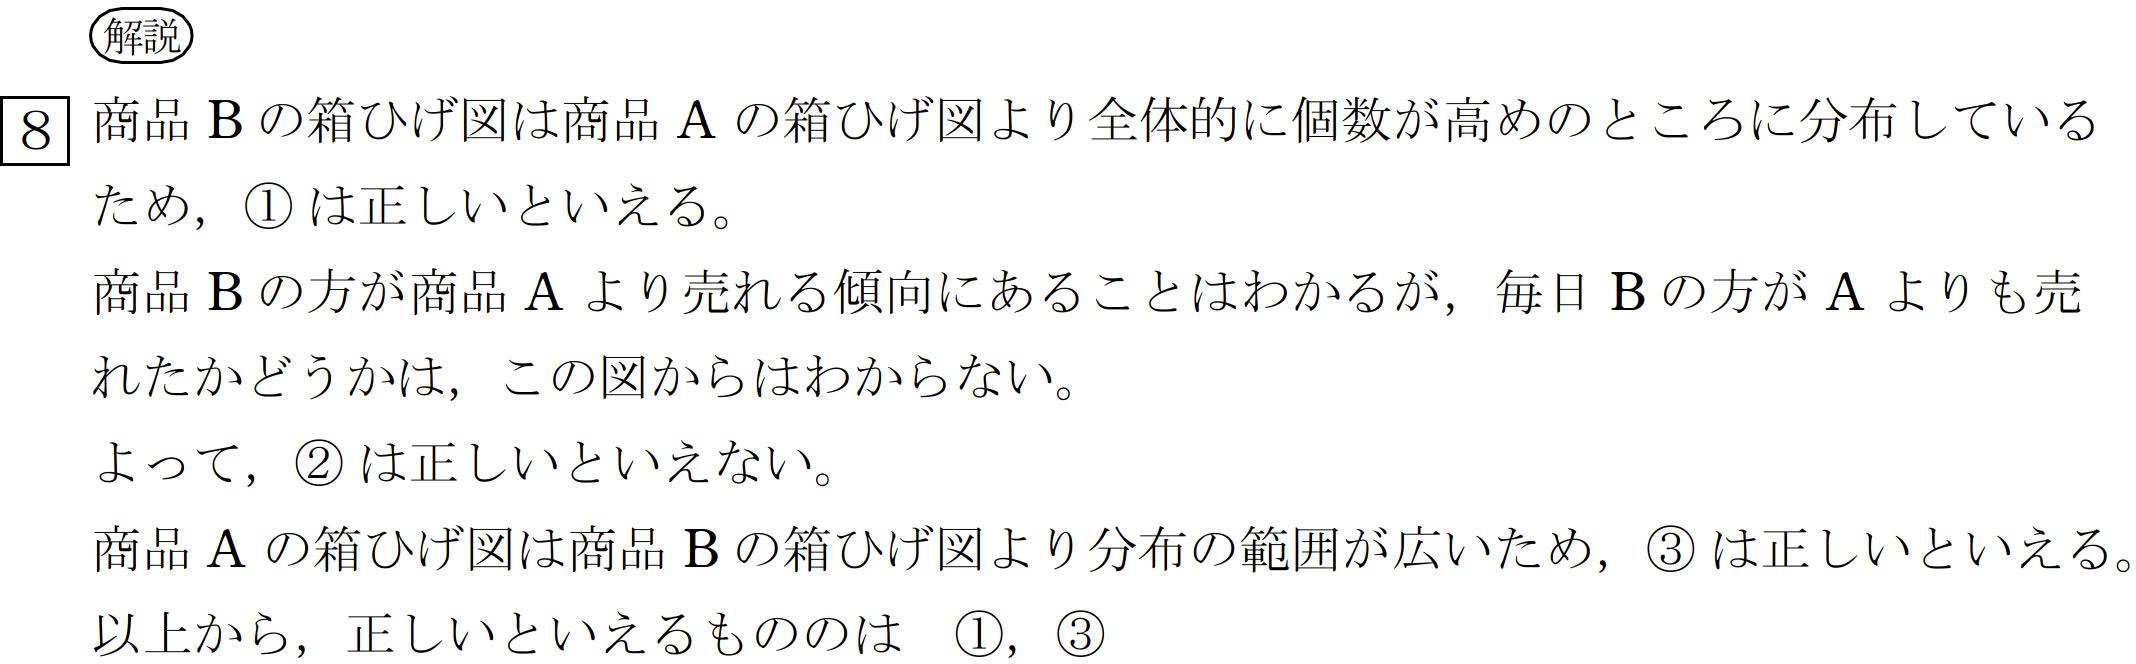 解説
8 商品 B の箱ひげ図は商品 A の箱ひげ図より全体的に個数が高めのところに分布している
ため，① は正しいといえる。
商品 B の方が商品 A より売れる傾向にあることはわかるが，毎日 B の方が A よりも売
れたかどうかは，この図からはわからない。
よって，② は正しいといえない。
商品 A の箱ひげ図は商品 B の箱ひげ図より分布の範囲が広いため，③ は正しいといえる。
以上から，正しいといえるもののは　①，③